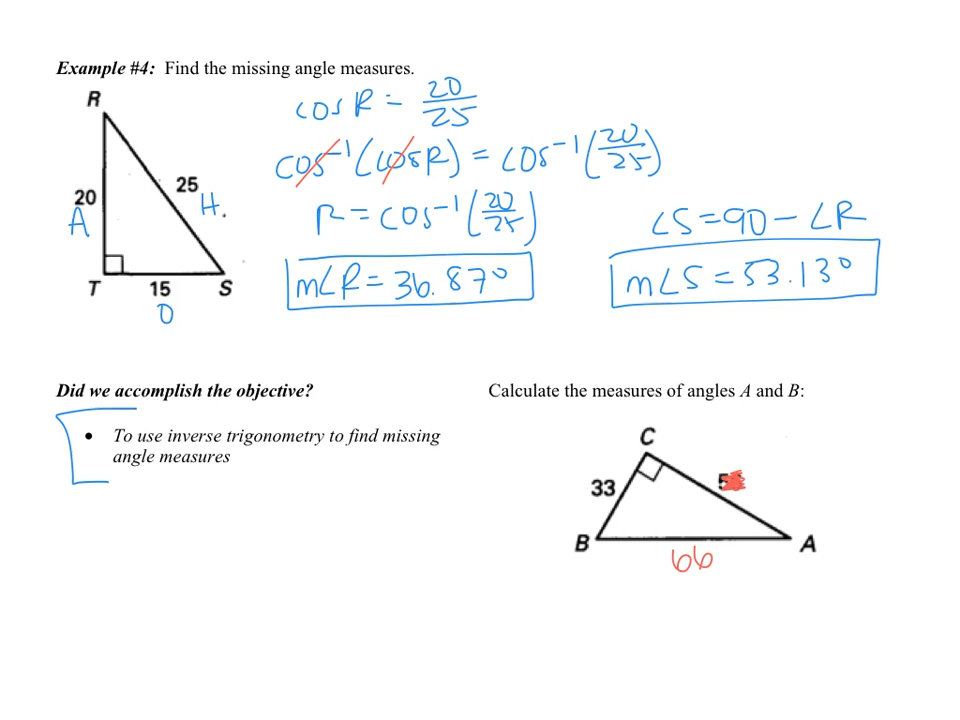 Example #4: Find the missing angle measures.
R
20
A
25
H.
T
15
S
O
cos R = 20/25
cos⁻¹(cos R) = cos⁻¹(20/25)
R = cos⁻¹(20/25)
m∠R = 36.87°
∠S = 90 − ∠R
m∠S = 53.13°
Did we accomplish the objective?
• To use inverse trigonometry to find missing
angle measures
Calculate the measures of angles A and B:
C
33
B
A
66